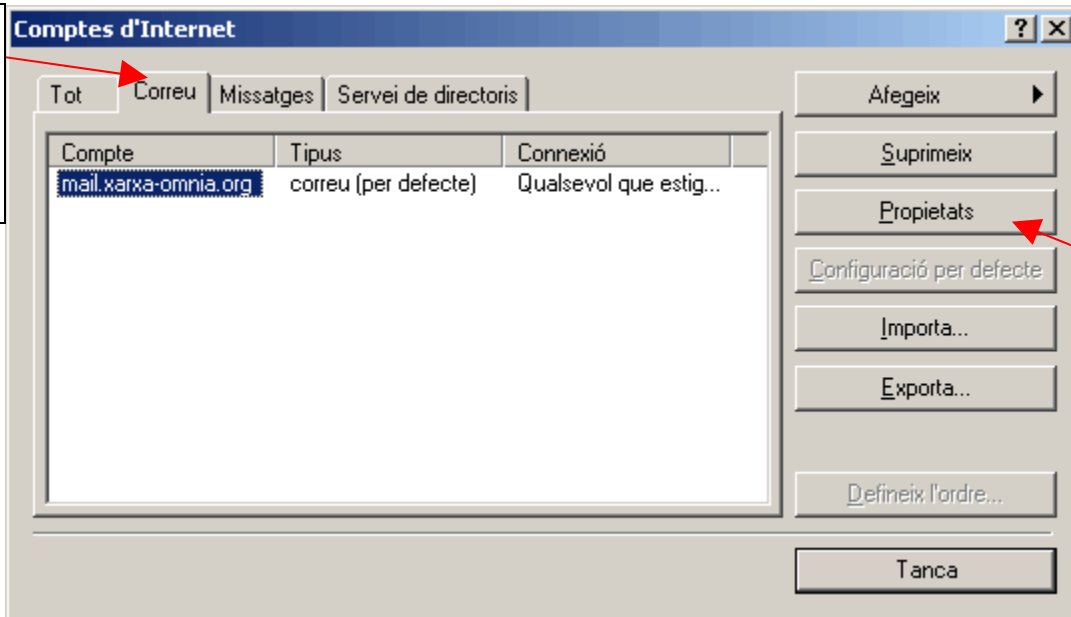 Comptes d'Internet
Tot Correu Missatges Servei de directoris
Compte Tipus Connexió
mail.xarxa-omnia.org correu (per defecte) Qualsevol que estig...
Afegeix
Suprimeix
Propietats
Configuració per defecte
Importa...
Exporta...
Defineix l'ordre...
Tanca